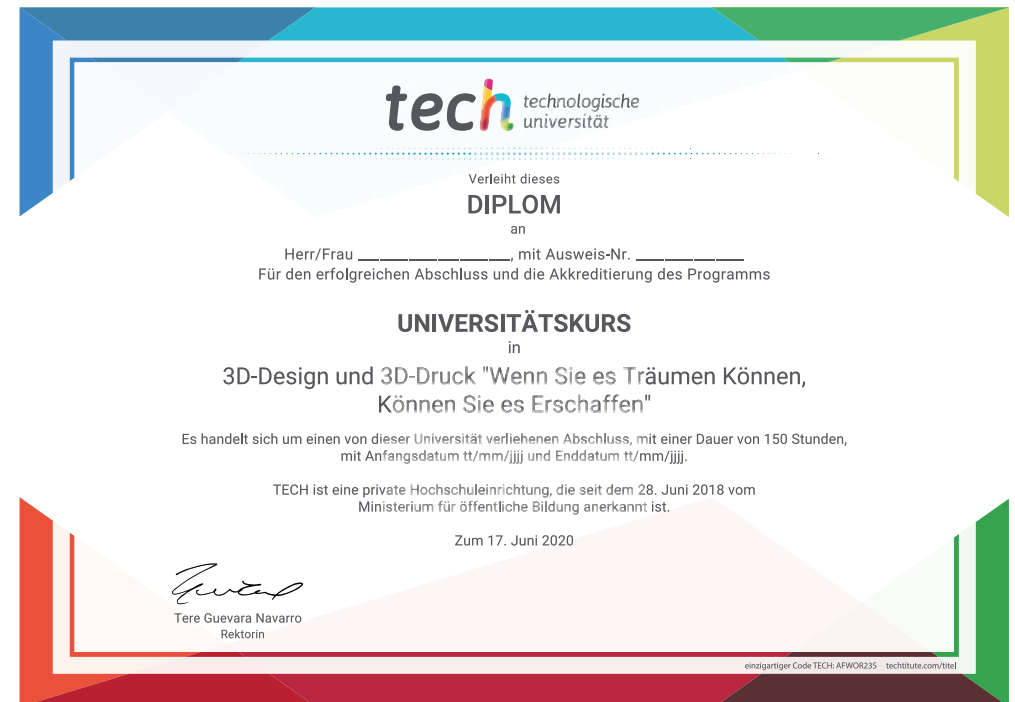 tech technologische
universität
Verleiht dieses
DIPLOM
an
Herr/Frau ____________________, mit Ausweis-Nr. ______________
Für den erfolgreichen Abschluss und die Akkreditierung des Programms
UNIVERSITÄTSKURS
in
3D-Design und 3D-Druck "Wenn Sie es Träumen Können,
Können Sie es Erschaffen"
Es handelt sich um einen von dieser Universität verliehenen Abschluss, mit einer Dauer von 150 Stunden,
mit Anfangsdatum tt/mm/jjjj und Enddatum tt/mm/jjjj.
TECH ist eine private Hochschuleinrichtung, die seit dem 28. Juni 2018 vom
Ministerium für öffentliche Bildung anerkannt ist.
Zum 17. Juni 2020
Tere Guevara Navarro
Rektorin
einzigartiger Code TECH: AFWOR23S techtitute.com/titel